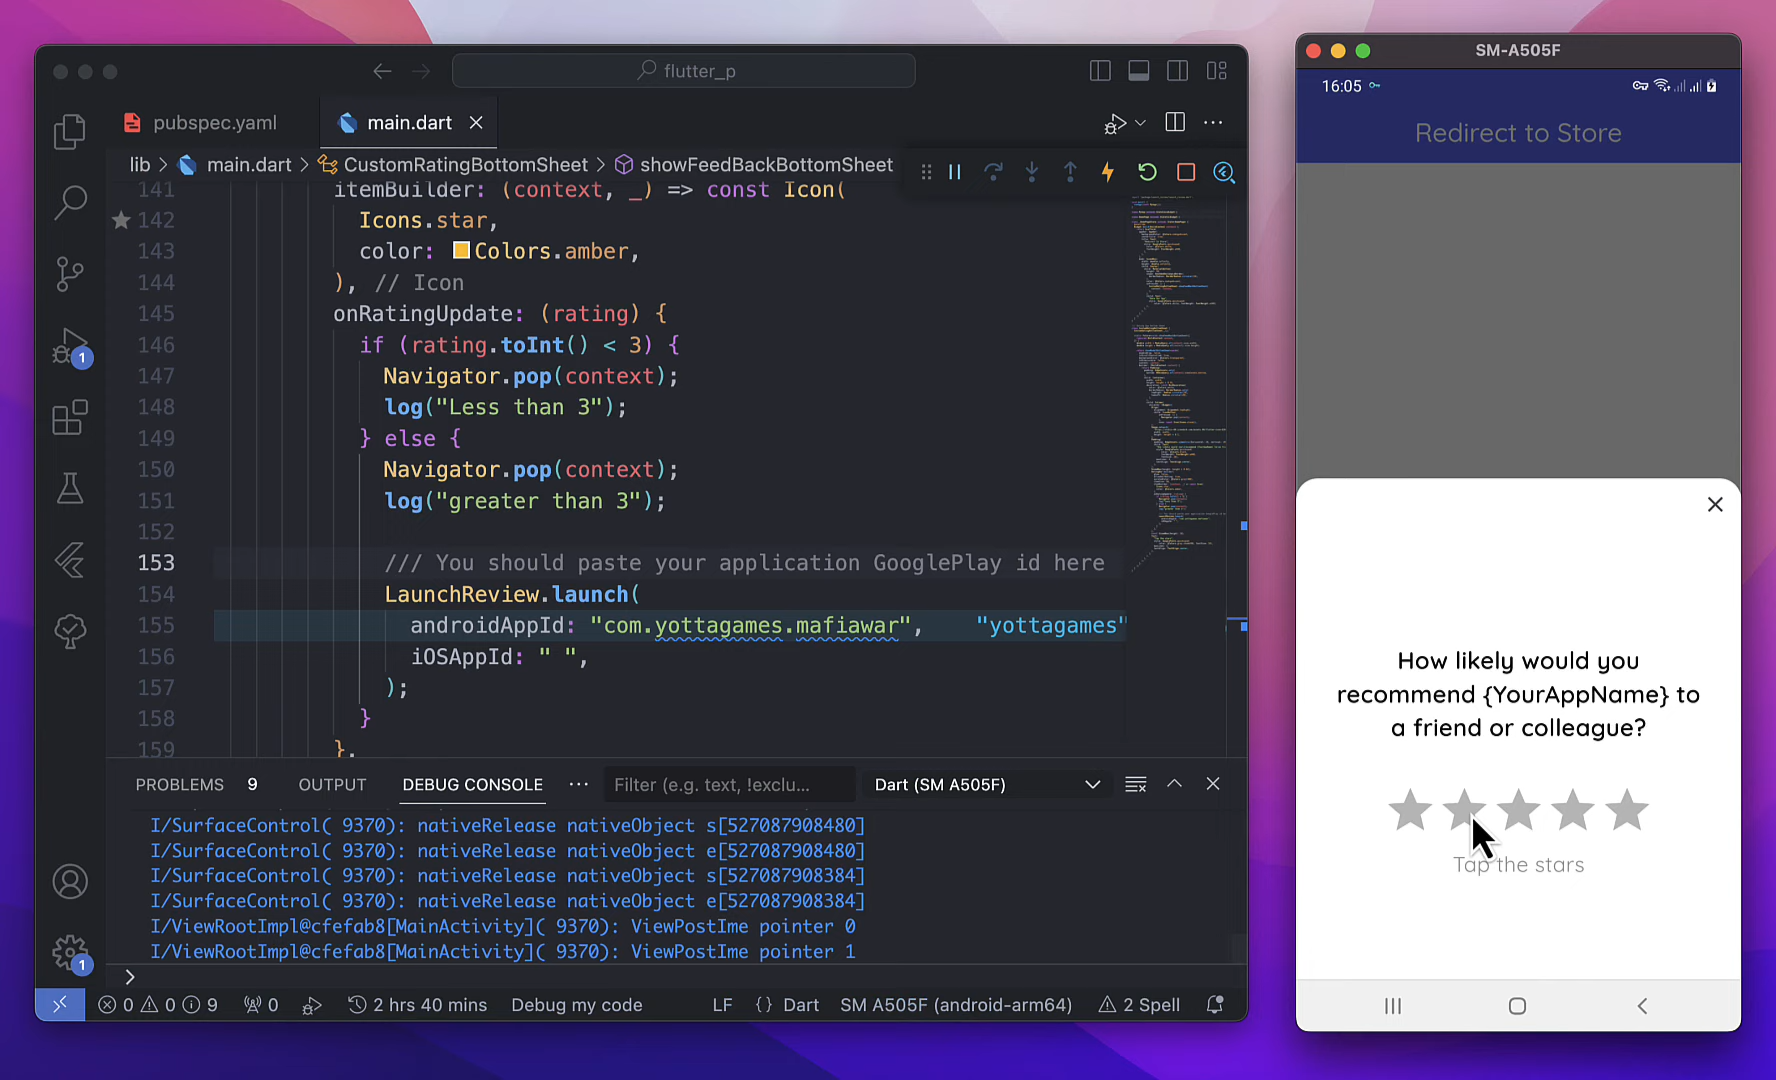 flutter_p
pubspec.yaml
main.dart
lib > main.dart > CustomRatingBottomSheet > showFeedBackBottomSheet
141 itemBuilder: (context, _) => const Icon(
142 Icons.star,
143 color: Colors.amber,
144 ), // Icon
145 onRatingUpdate: (rating) {
146 if (rating.toInt() < 3) {
147 Navigator.pop(context);
148 log("Less than 3");
149 } else {
150 Navigator.pop(context);
151 log("greater than 3");
152
153 /// You should paste your application GooglePlay id here
154 LaunchReview.launch(
155 androidAppId: "com.yottagames.mafiawar", "yottagames"
156 iOSAppId: " ",
157 );
158 }
159 },
1
PROBLEMS 9 OUTPUT DEBUG CONSOLE ··· Filter (e.g. text, !exclu... Dart (SM A505F)
I/SurfaceControl( 9370): nativeRelease nativeObject s[527087908480]
I/SurfaceControl( 9370): nativeRelease nativeObject e[527087908480]
I/SurfaceControl( 9370): nativeRelease nativeObject s[527087908384]
I/SurfaceControl( 9370): nativeRelease nativeObject e[527087908384]
I/ViewRootImpl@cfefab8[MainActivity]( 9370): ViewPostIme pointer 0
I/ViewRootImpl@cfefab8[MainActivity]( 9370): ViewPostIme pointer 1
>
1
0 0 9 0 2 hrs 40 mins Debug my code LF {} Dart SM A505F (android-arm64) 2 Spell
SM-A505F
16:05
Redirect to Store
How likely would you
recommend {YourAppName} to
a friend or colleague?
Tap the stars